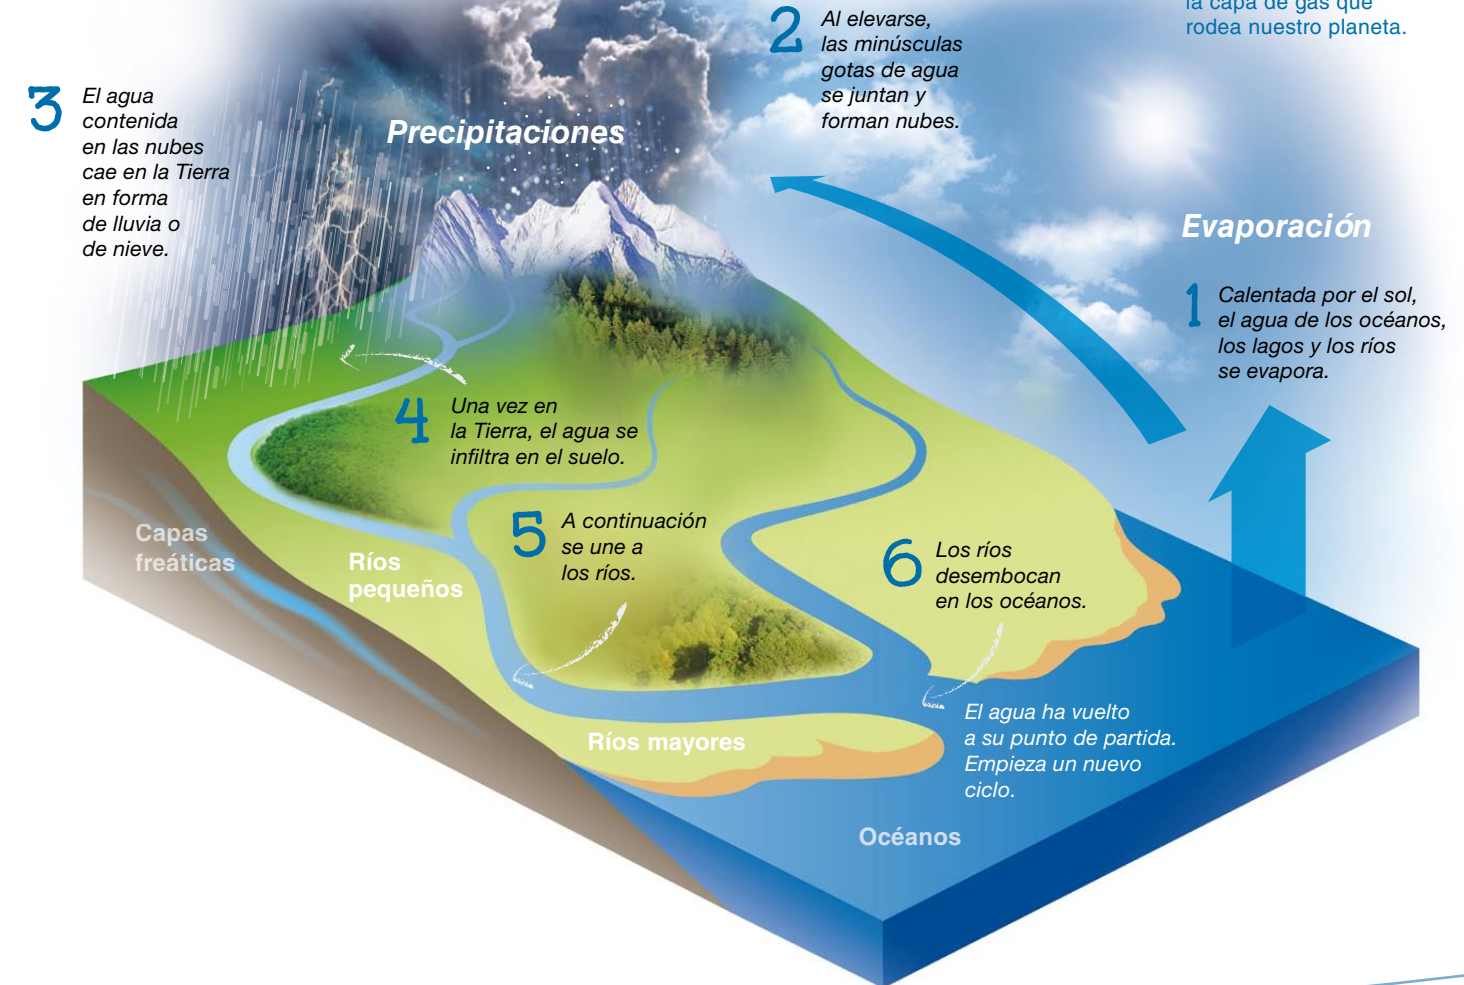 la capa de gas que
rodea nuestro planeta.
2
Al elevarse,
las minúsculas
gotas de agua
se juntan y
forman nubes.
3
El agua
contenida
en las nubes
cae en la Tierra
en forma
de lluvia o
de nieve.
Precipitaciones
Evaporación
1
Calentada por el sol,
el agua de los océanos,
los lagos y los ríos
se evapora.
4
Una vez en
la Tierra, el agua se
infiltra en el suelo.
5
A continuación
se une a
los ríos.
6
Los ríos
desembocan
en los océanos.
Capas
freáticas
Ríos
pequeños
Ríos mayores
El agua ha vuelto
a su punto de partida.
Empieza un nuevo
ciclo.
Océanos